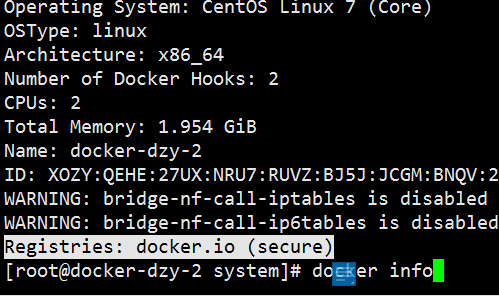 Operating System: CentOS Linux 7 (Core)
OSType: linux
Architecture: x86_64
Number of Docker Hooks: 2
CPUs: 2
Total Memory: 1.954 GiB
Name: docker-dzy-2
ID: XOZY:QEHE:27UX:NRU7:RUVZ:BJ5J:JCGM:BNQV:2
WARNING: bridge-nf-call-iptables is disabled
WARNING: bridge-nf-call-ip6tables is disabled
Registries: docker.io (secure)
[root@docker-dzy-2 system]# docker info